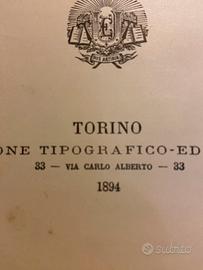 TORINO
ONE TIPOGRAFICO-ED
33 — VIA CARLO ALBERTO — 33
1894
subito